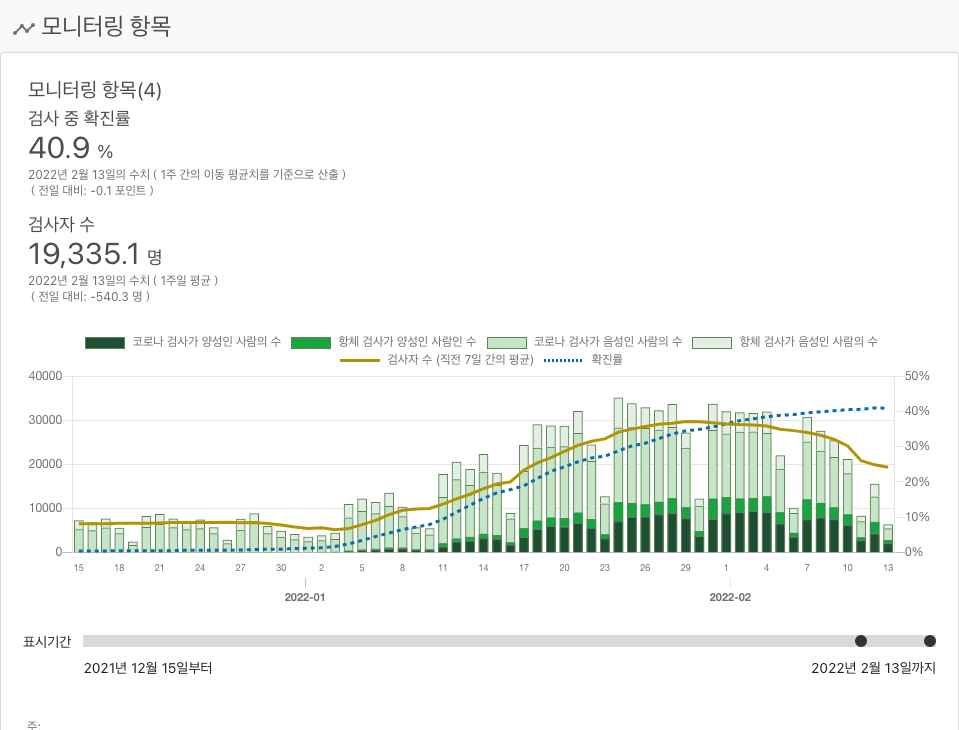 모니터링 항목
모니터링 항목(4)
검사 중 확진률
40.9 %
2022년 2월 13일의 수치 ( 1주 간의 이동 평균치를 기준으로 산출 )
( 전일 대비: -0.1 포인트 )
검사자 수
19,335.1 명
2022년 2월 13일의 수치 ( 1주일 평균 )
( 전일 대비: -540.3 명 )
코로나 검사가 양성인 사람의 수 항체 검사가 양성인 사람인 수 코로나 검사가 음성인 사람의 수 항체 검사가 음성인 사람의 수
검사자 수 (직전 7일 간의 평균) 확진률
40000 50%
40%
30000
30%
20000
20%
10000
10%
0 0%
15 18 21 24 27 30 2 5 8 11 14 17 20 23 26 29 1 4 7 10 13
2022-01 2022-02
표시기간
2021년 12월 15일부터 2022년 2월 13일까지
주: